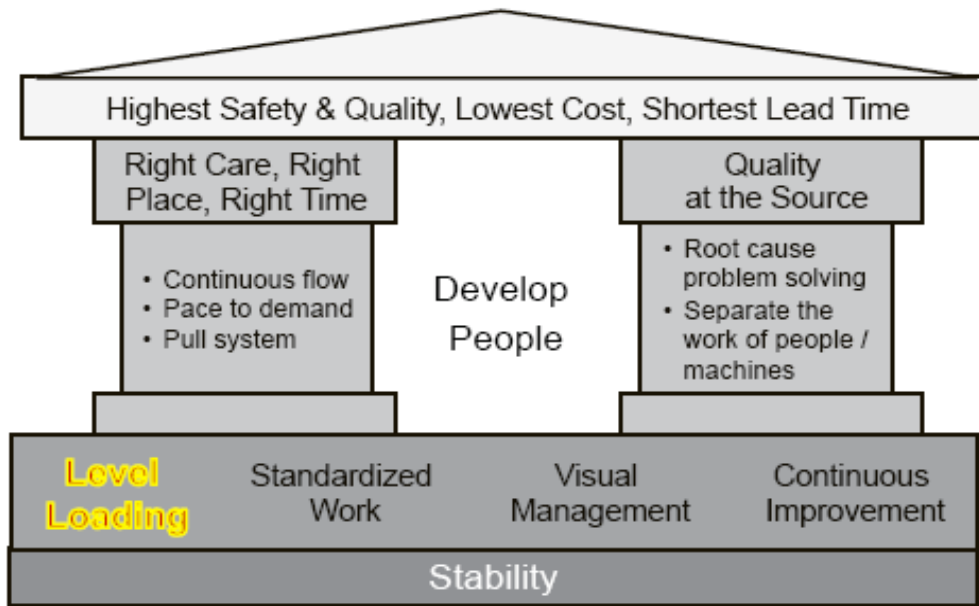 Highest Safety & Quality, Lowest Cost, Shortest Lead Time
Right Care, Right
Place, Right Time
• Continuous flow
• Pace to demand
• Pull system
Develop
People
Quality
at the Source
• Root cause
problem solving
• Separate the
work of people /
machines
Level
Loading
Standardized
Work
Visual
Management
Continuous
Improvement
Stability